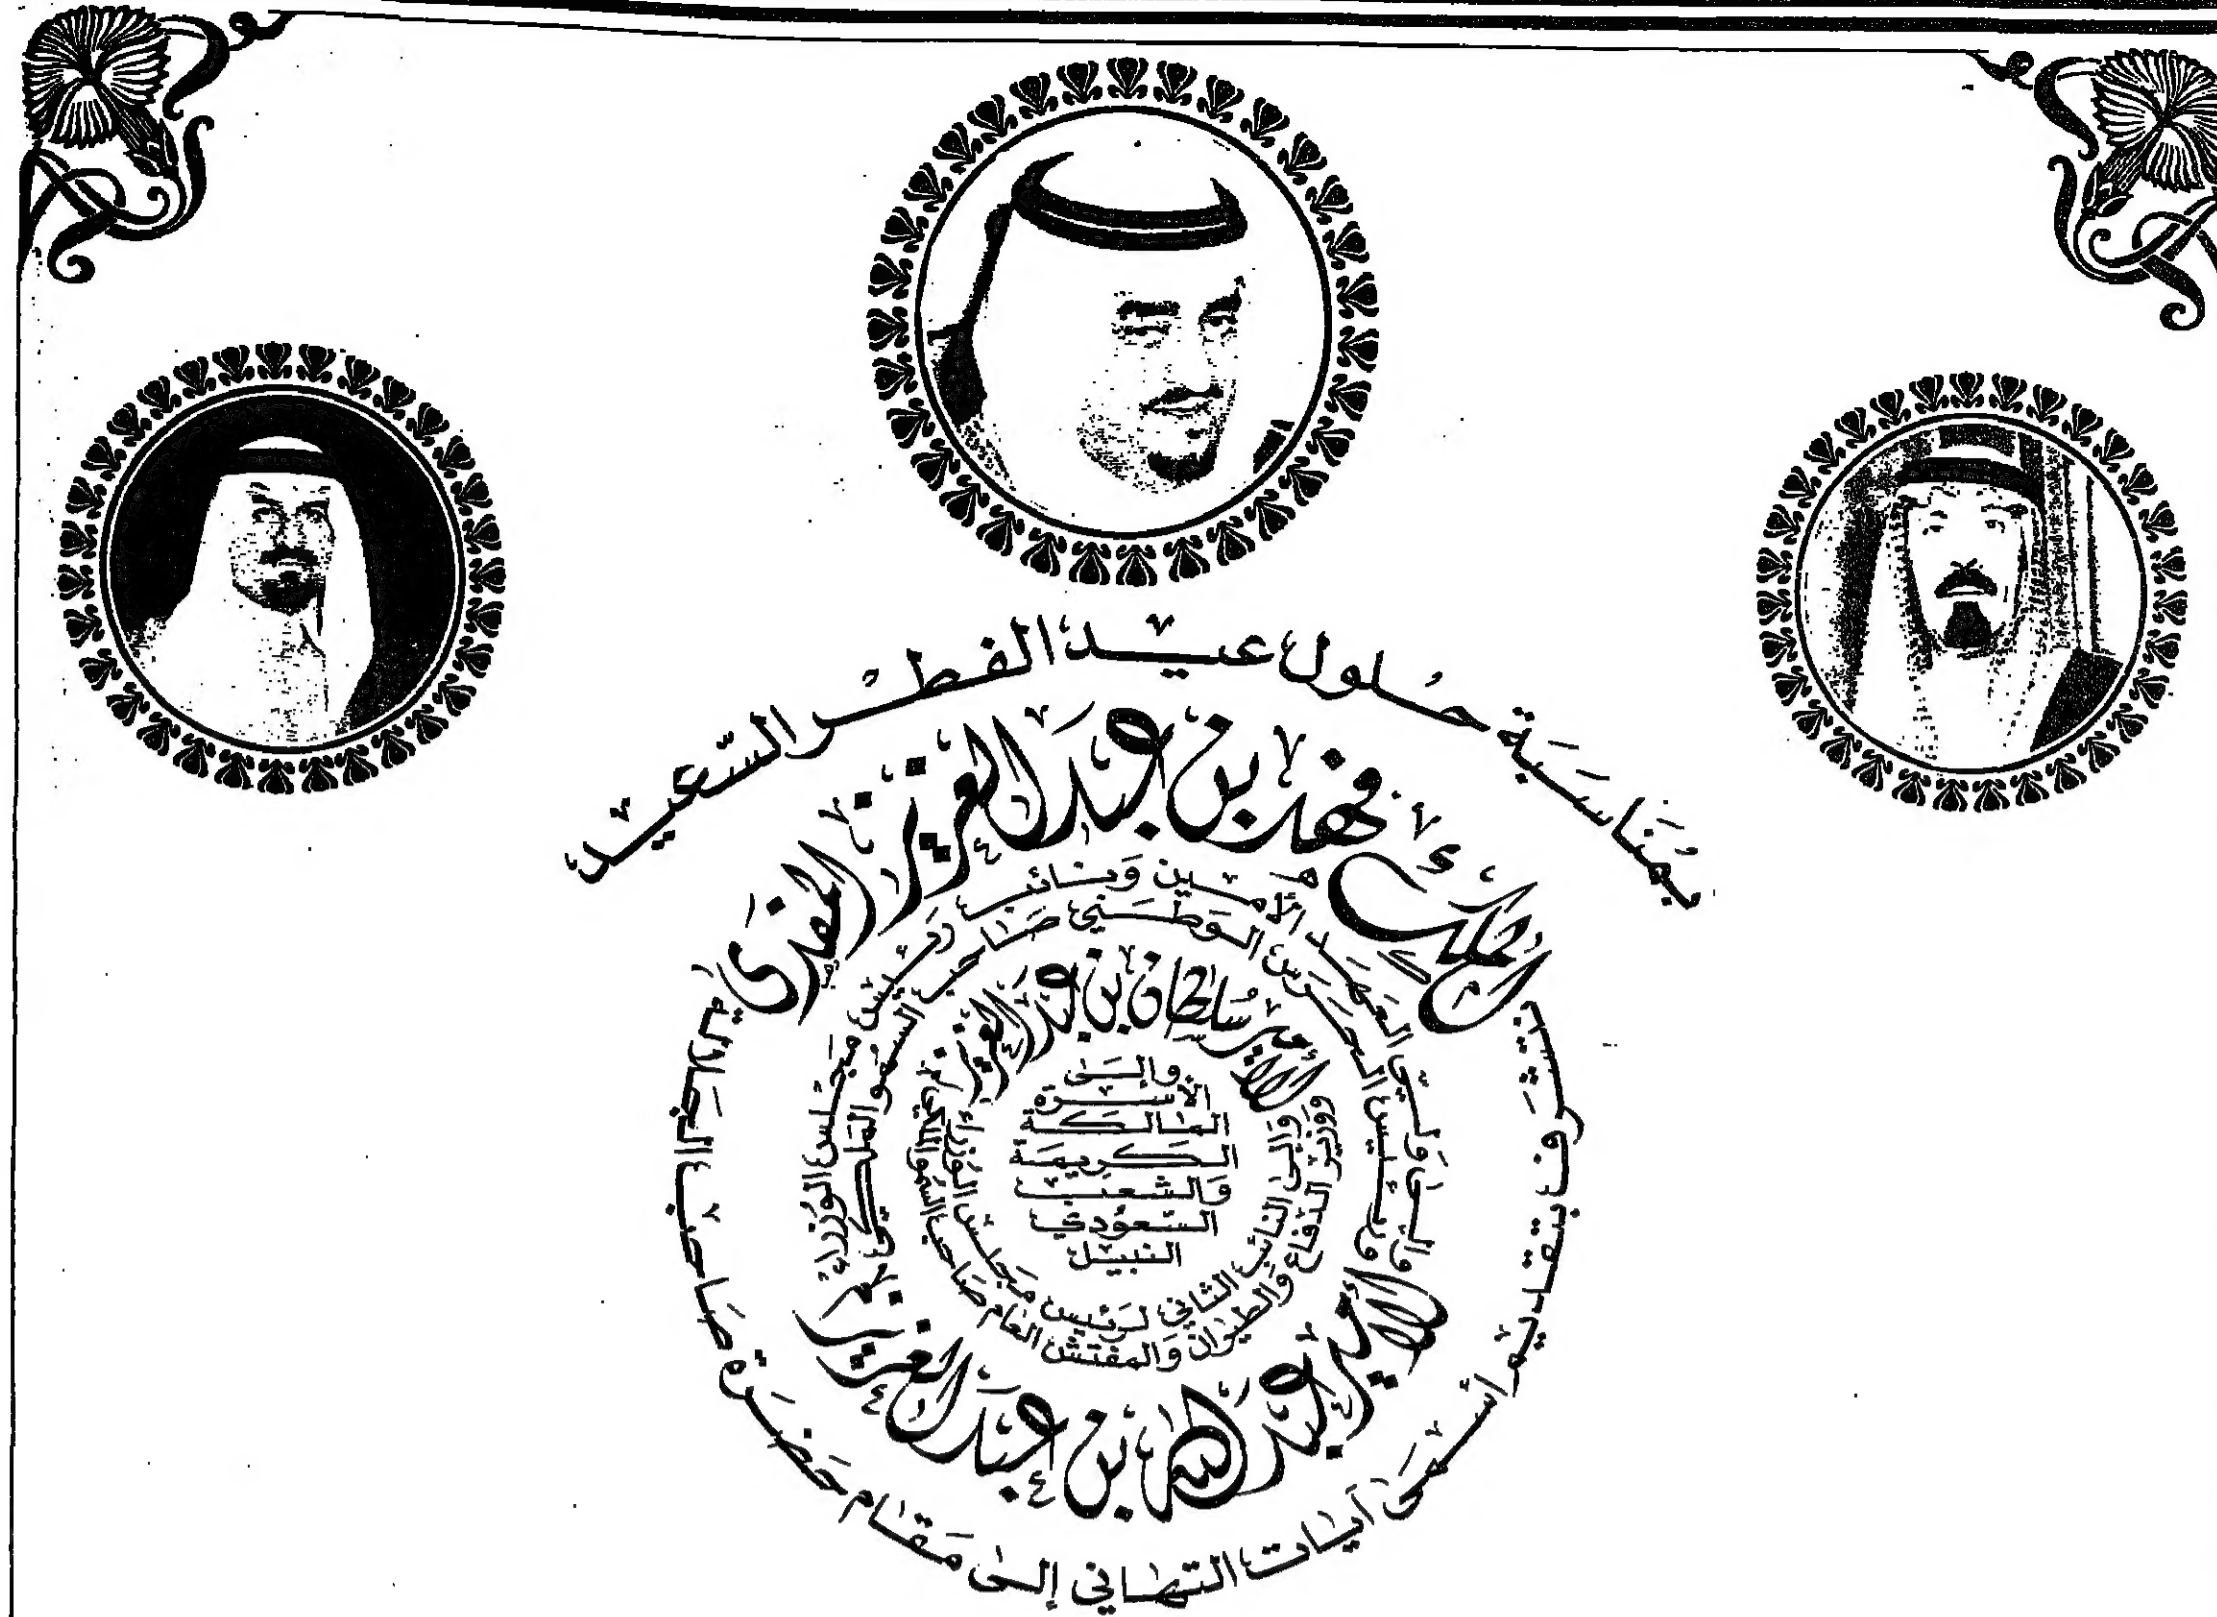 بمناسبة حلول عيد الفطر السعيد
نتشرف بتقديم أسمى آيات التهاني إلى مقام حضرة صاحب الجلالة
الملك فهد بن عبد العزيز المفدى
وإلى ولي العهد الأمين ونائب رئيس مجلس الوزراء
ورئيس الحرس الوطني صاحب السمو الملكي
الأمير عبد الله بن عبد العزيز
وإلى النائب الثاني لرئيس مجلس الوزراء
ووزير الدفاع والطيران والمفتش العام صاحب السمو الملكي
الأمير سلطان بن عبد العزيز
وإلى
الأسرة
المالكة
الكريمة
والشعب
السعودي
النبيل